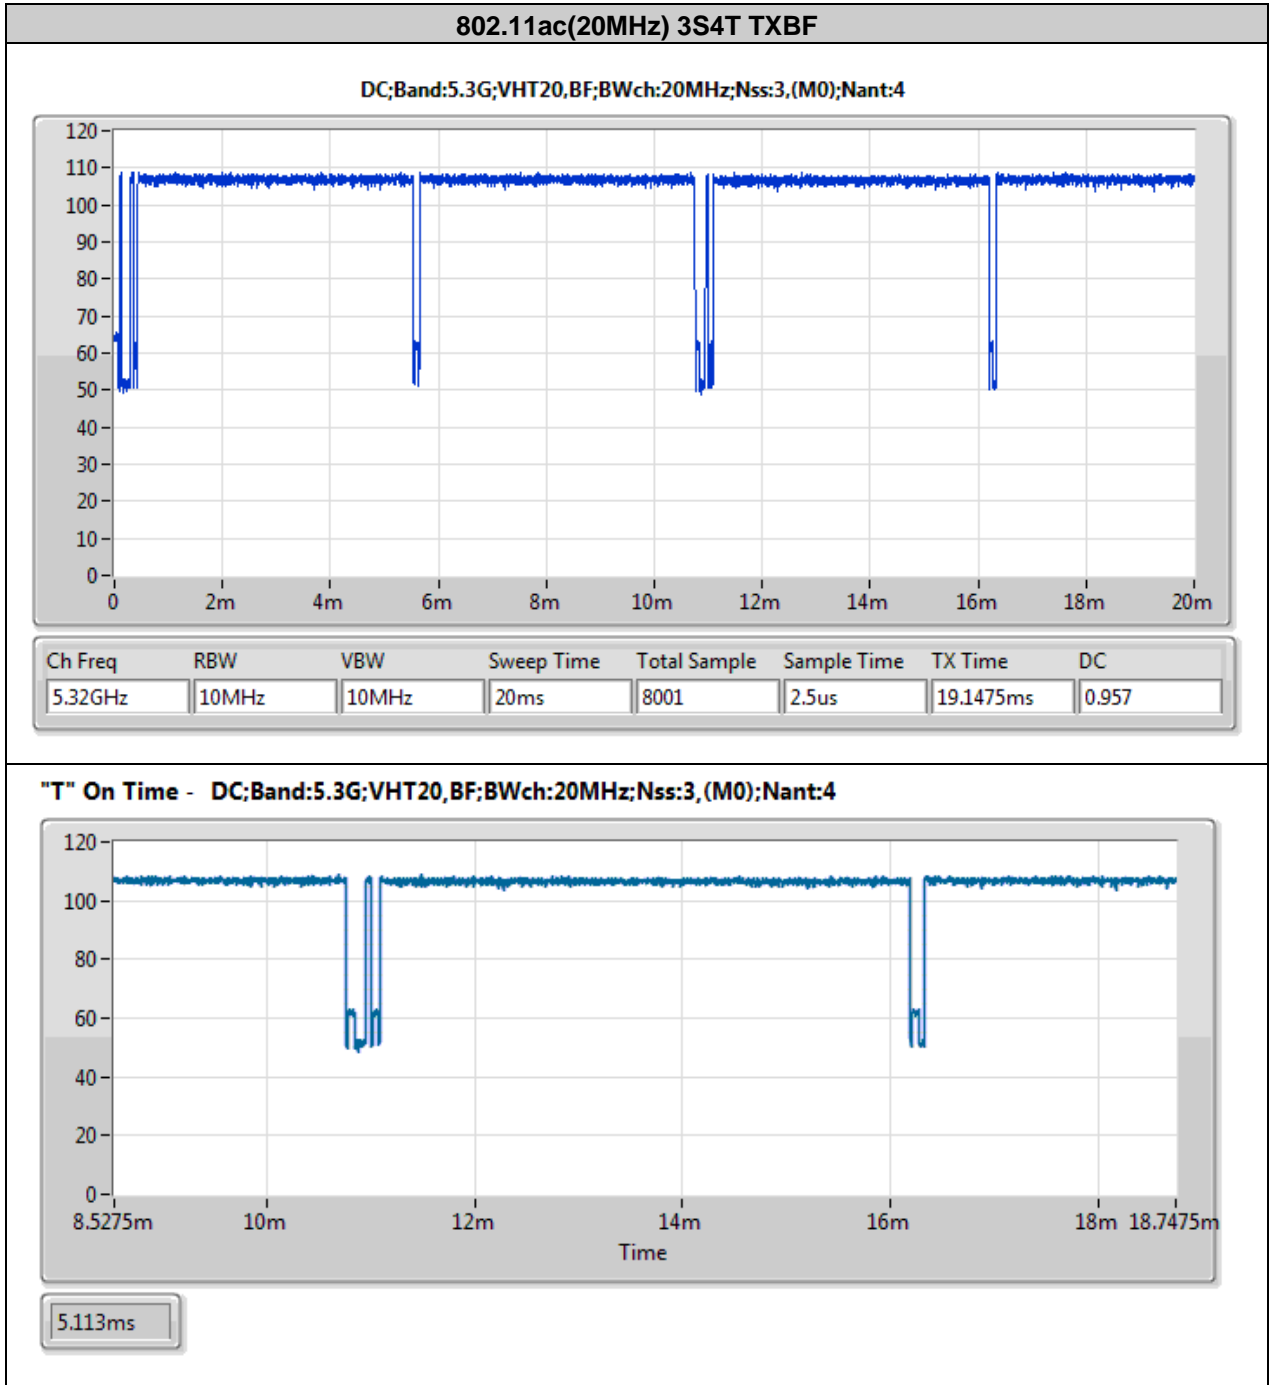 802.11ac(20MHz) 3S4T TXBF
DC;Band:5.3G;VHT20,BF;BWch:20MHz;Nss:3,(M0);Nant:4
120
110
100
90
80
70
60
50
40
30
20
10
0
0 2m 4m 6m 8m 10m 12m 14m 16m 18m 20m
Ch Freq RBW VBW Sweep Time Total Sample Sample Time TX Time DC
5.32GHz 10MHz 10MHz 20ms 8001 2.5us 19.1475ms 0.957
"T" On Time - DC;Band:5.3G;VHT20,BF;BWch:20MHz;Nss:3,(M0);Nant:4
120
100
80
60
40
20
0
8.5275m 10m 12m 14m 16m 18m 18.7475m
Time
5.113ms